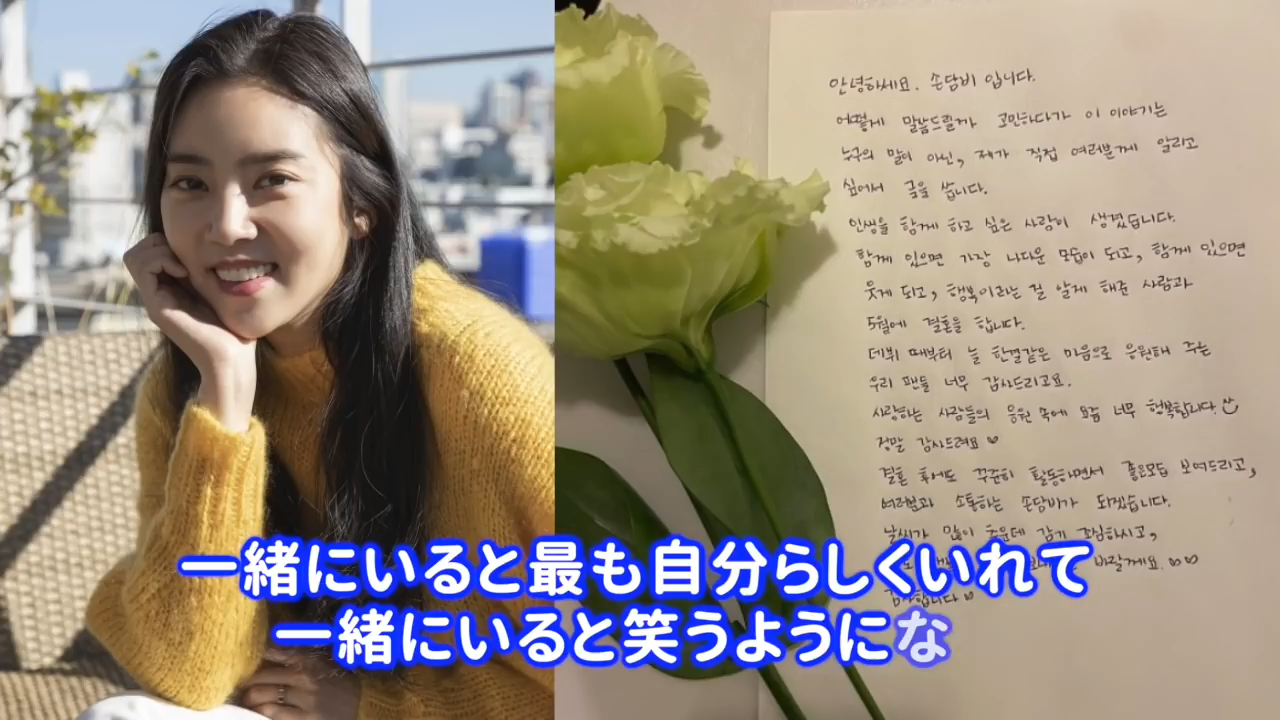 안녕하세요. 손담비 입니다.
어떻게 말씀드릴까 고민하다가 이 이야기는
누구의 말이 아닌, 제가 직접 여러분께 알리고
싶어서 글을 씁니다.
인생을 함께 하고 싶은 사람이 생겼습니다.
함께 있으면 가장 나다운 모습이 되고, 함께 있으면
웃게 되고, 행복이라는 걸 알게 해준 사람과
5월에 결혼을 합니다.
데뷔 때부터 늘 한결같은 마음으로 응원해 주는
우리 팬들 너무 감사드리고요.
사랑하는 사람들의 응원 속에 요즘 너무 행복합니다.
정말 감사드려요 ♡
결혼 후에도 꾸준히 활동하면서 좋은모습 보여드리고,
여러분과 소통하는 손담비가 되겠습니다.
날씨가 많이 추운데 감기 조심하시고,
바랄게요. ♡♡
一緒にいると最も自分らしくいれて
一緒にいると笑うようにな